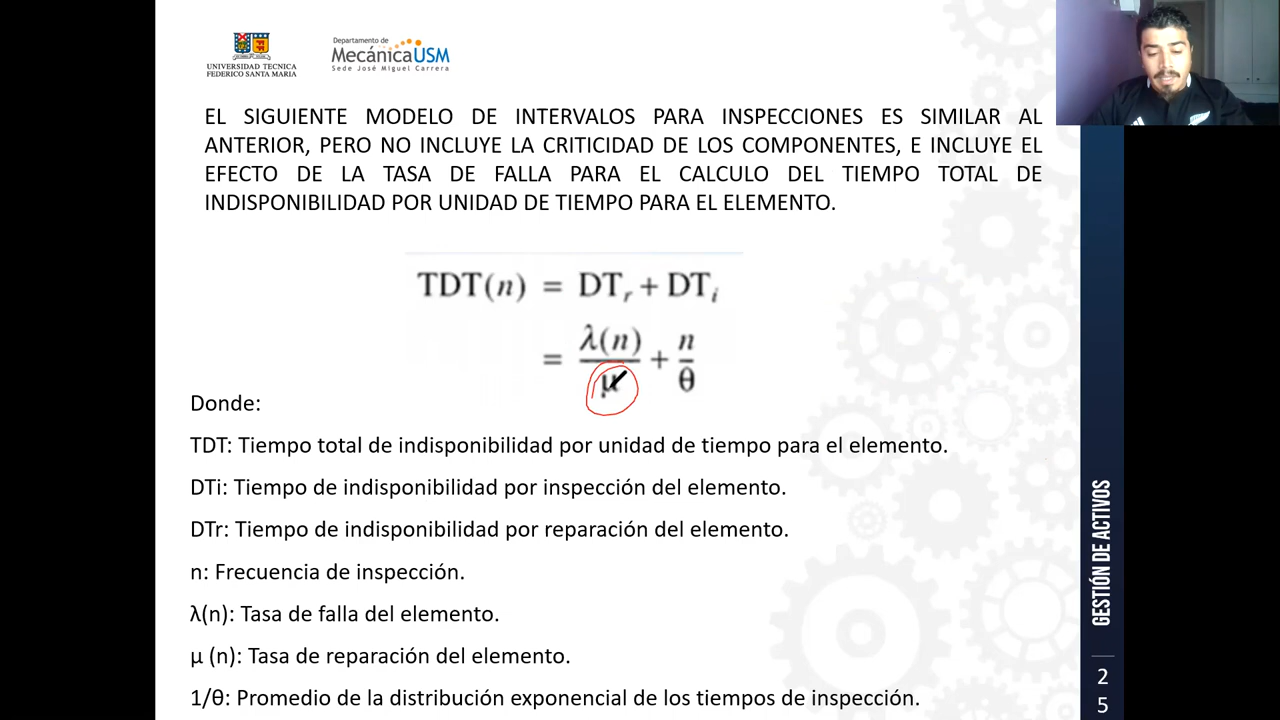 UNIVERSIDAD TECNICA
FEDERICO SANTA MARIA
Departamento de
MecánicaUSM
Sede José Miguel Carrera
EL SIGUIENTE MODELO DE INTERVALOS PARA INSPECCIONES ES SIMILAR AL
ANTERIOR, PERO NO INCLUYE LA CRITICIDAD DE LOS COMPONENTES, E INCLUYE EL
EFECTO DE LA TASA DE FALLA PARA EL CALCULO DEL TIEMPO TOTAL DE
INDISPONIBILIDAD POR UNIDAD DE TIEMPO PARA EL ELEMENTO.
TDT(n) = DTr + DTi
= λ(n)/μ + n/θ
Donde:
TDT: Tiempo total de indisponibilidad por unidad de tiempo para el elemento.
DTi: Tiempo de indisponibilidad por inspección del elemento.
DTr: Tiempo de indisponibilidad por reparación del elemento.
n: Frecuencia de inspección.
λ(n): Tasa de falla del elemento.
μ (n): Tasa de reparación del elemento.
1/θ: Promedio de la distribución exponencial de los tiempos de inspección.
GESTIÓN DE ACTIVOS
2
5